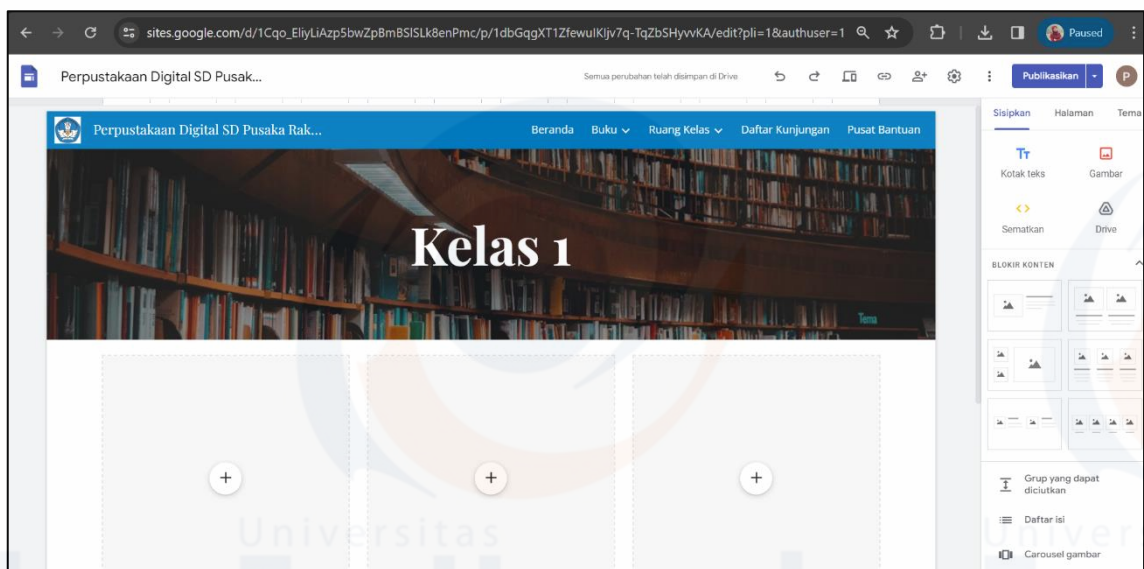 sites.google.com/d/1Cqo_EliyLiAzp5bwZpBmBSISLk8enPmc/p/1dbGqgXT1ZfewulKljv7q-TqZbSHyvvKA/edit?pli=1&authuser=1
Paused
Perpustakaan Digital SD Pusak...
Semua perubahan telah disimpan di Drive
Publikasikan
P
Perpustakaan Digital SD Pusaka Rak...
Beranda Buku Ruang Kelas Daftar Kunjungan Pusat Bantuan
Kelas 1
Tema
Sisipkan Halaman Tema
Kotak teks Gambar
Sematkan Drive
BLOKIR KONTEN
Grup yang dapat
diciutkan
Daftar isi
Carousel gambar
Universitas
Univer